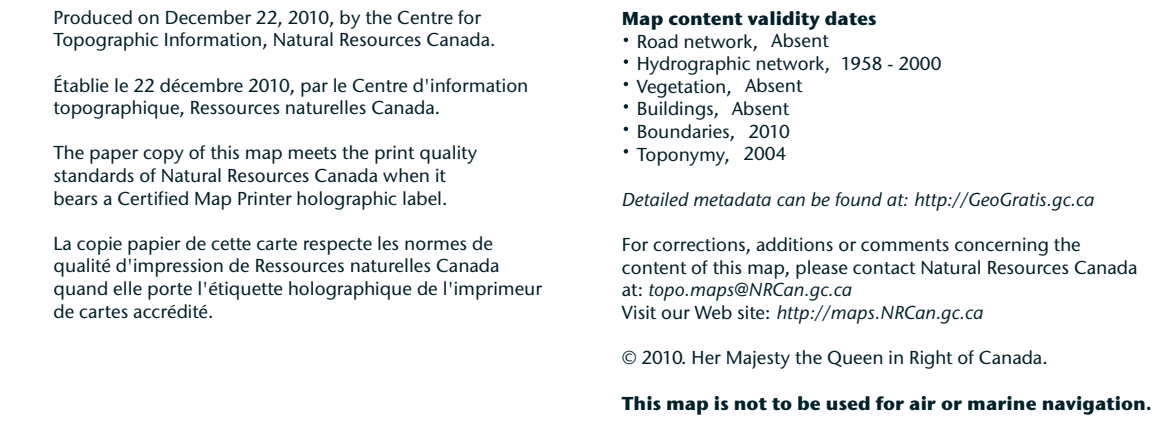 Produced on December 22, 2010, by the Centre for
Topographic Information, Natural Resources Canada.
Établie le 22 décembre 2010, par le Centre d'information
topographique, Ressources naturelles Canada.
The paper copy of this map meets the print quality
standards of Natural Resources Canada when it
bears a Certified Map Printer holographic label.
La copie papier de cette carte respecte les normes de
qualité d'impression de Ressources naturelles Canada
quand elle porte l'étiquette holographique de l'imprimeur
de cartes accrédité.
Map content validity dates
• Road network, Absent
• Hydrographic network, 1958 - 2000
• Vegetation, Absent
• Buildings, Absent
• Boundaries, 2010
• Toponymy, 2004
Detailed metadata can be found at: http://GeoGratis.gc.ca
For corrections, additions or comments concerning the
content of this map, please contact Natural Resources Canada
at: topo.maps@NRCan.gc.ca
Visit our Web site: http://maps.NRCan.gc.ca
© 2010. Her Majesty the Queen in Right of Canada.
This map is not to be used for air or marine navigation.